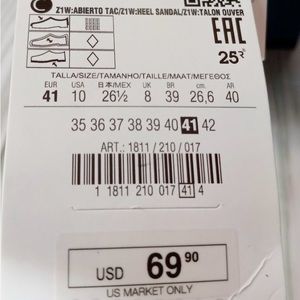 Z1W:ABIERTO TAC/Z1W:HEEL SANDAL/Z1W:TALON OUVER
EAC
25
TALLA/SIZE/TAMANHO/TAILLE/MAAT/ΜΕΓΕΘΟΣ
EUR US 日本/MEX UK BR CM AR
41 10 26½ 8 39 26,6 40
35 36 37 38 39 40 41 42
ART.: 1811 / 210 / 017
1 1811 210 017 41 4
USD 69 90
US MARKET ONLY